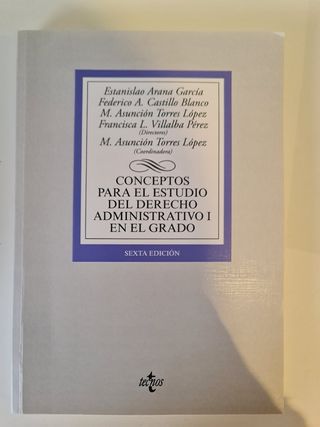 Estanislao Arana García
Federico A. Castillo Blanco
M. Asunción Torres López
Francisca L. Villalba Pérez
(Directores)
M. Asunción Torres López
(Coordinadora)
CONCEPTOS
PARA EL ESTUDIO
DEL DERECHO
ADMINISTRATIVO I
EN EL GRADO
SEXTA EDICIÓN
tecnos